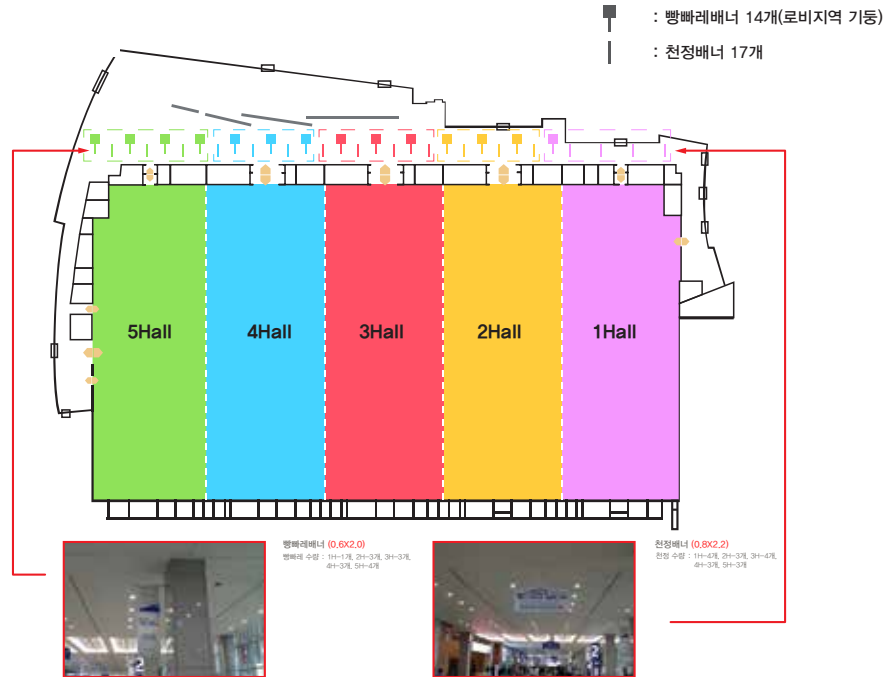 : 빵빠레배너 14개(로비지역 기둥)
: 천정배너 17개
5Hall
4Hall
3Hall
2Hall
1Hall
빵빠레배너 (0.6X2.0)
빵빠레 수량 : 1H-1개, 2H-3개, 3H-3개,
4H-3개, 5H-4개
천정배너 (0.8X2.2)
천정 수량 : 1H-4개, 2H-3개, 3H-4개,
4H-3개, 5H-3개
2
2